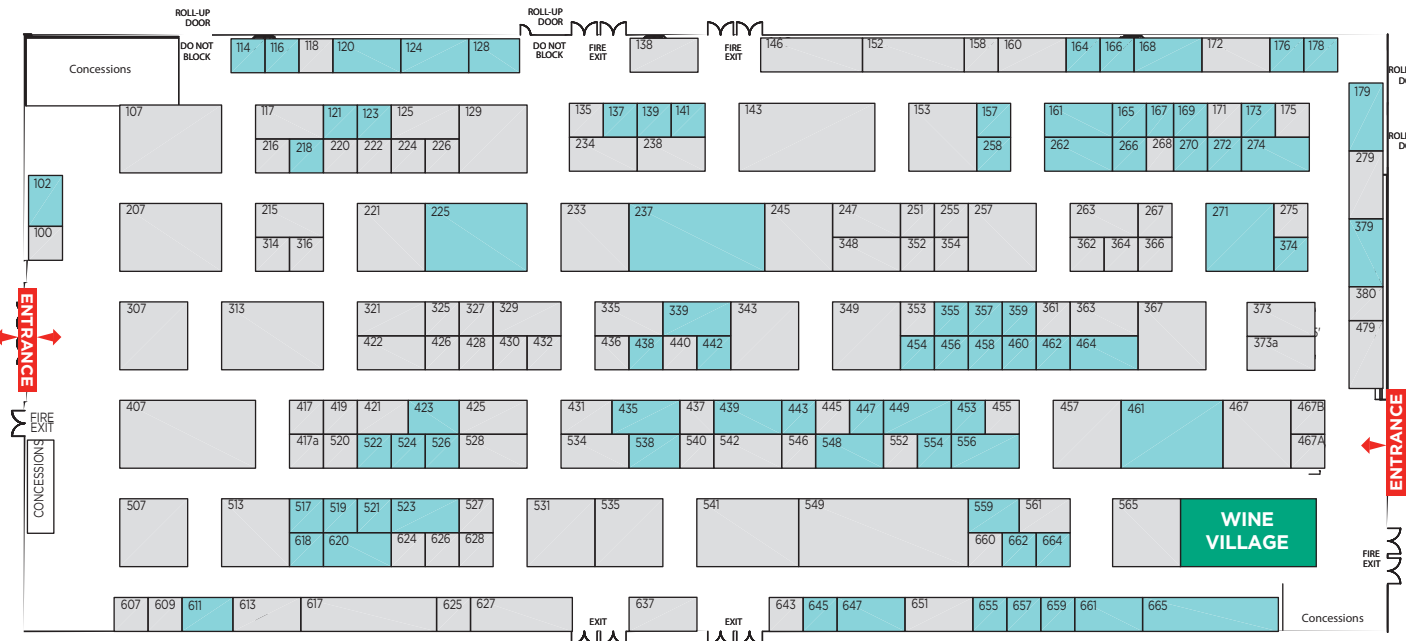 ROLL-UP
DOOR
ROLL-UP
DOOR
DO NOT
BLOCK
DO NOT
BLOCK
FIRE
EXIT
FIRE
EXIT
Concessions
114 116 118 120 124 128 138 146 152 158 160 164 166 168 172 176 178
179
107 117 121 123 125 129 135 137 139 141 143 153 157 161 165 167 169 171 173 175
216 218 220 222 224 226 234 238 258 262 266 268 270 272 274
279
102
100
207 215 221 225 233 237 245 247 251 255 257 263 267 271 275
314 316 348 352 354 362 364 366 374
379
380
ENTRANCE
307 313 321 325 327 329 335 339 343 349 353 355 357 359 361 363 367 373
422 426 428 430 432 436 438 440 442 454 456 458 460 462 464 373a
479
FIRE
EXIT
CONCESSIONS
407 417 419 421 423 425 431 435 437 439 443 445 447 449 453 455 457 461 467 467B
417a 520 522 524 526 528 534 538 540 542 546 548 552 554 556 467A
ENTRANCE
507 513 517 519 521 523 527 531 535 541 549 559 561 565
618 620 624 626 628 660 662 664
WINE
VILLAGE
FIRE
EXIT
607 609 611 613 617 625 627 637 643 645 647 651 655 657 659 661 665
EXIT
EXIT
Concessions